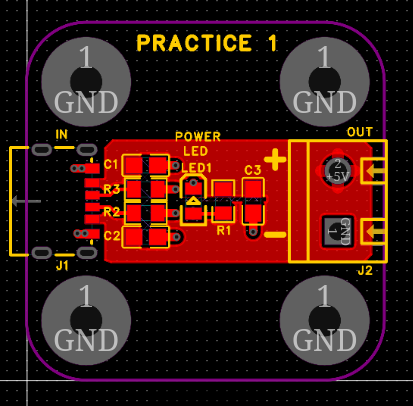 PRACTICE 1
1
GND
1
GND
IN
OUT
POWER
LED
LED1
C1
C3
+
2
+5V
R3
R2
C2
R1
-
1
GND
J1
J2
1
GND
1
GND